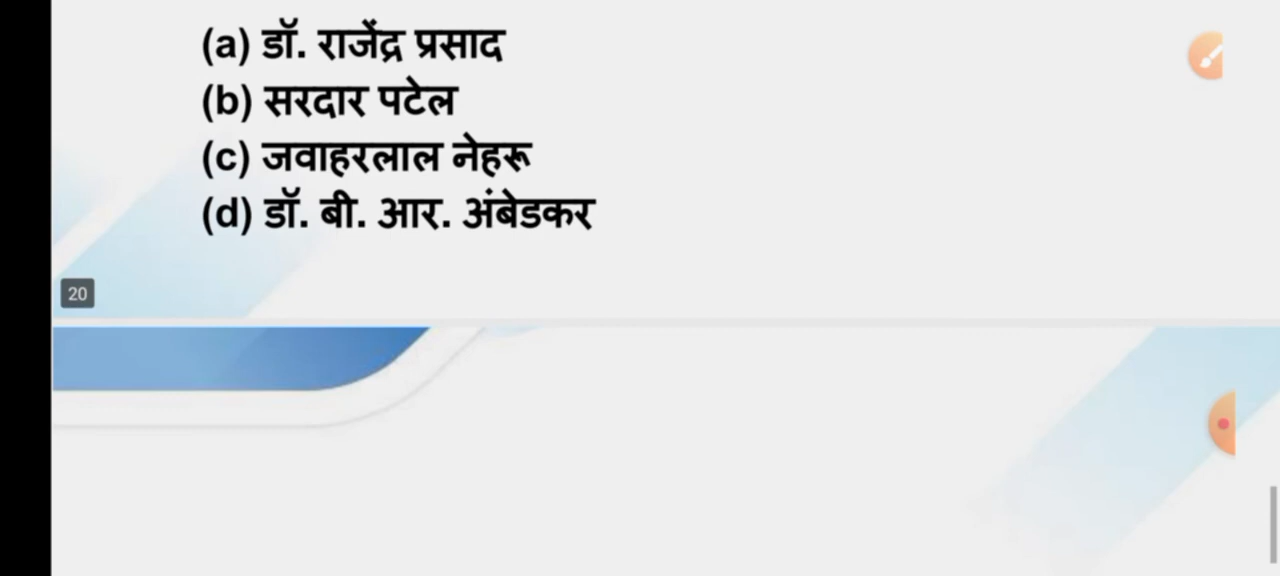 (a) डॉ. राजेंद्र प्रसाद
(b) सरदार पटेल
(c) जवाहरलाल नेहरू
(d) डॉ. बी. आर. अंबेडकर
20